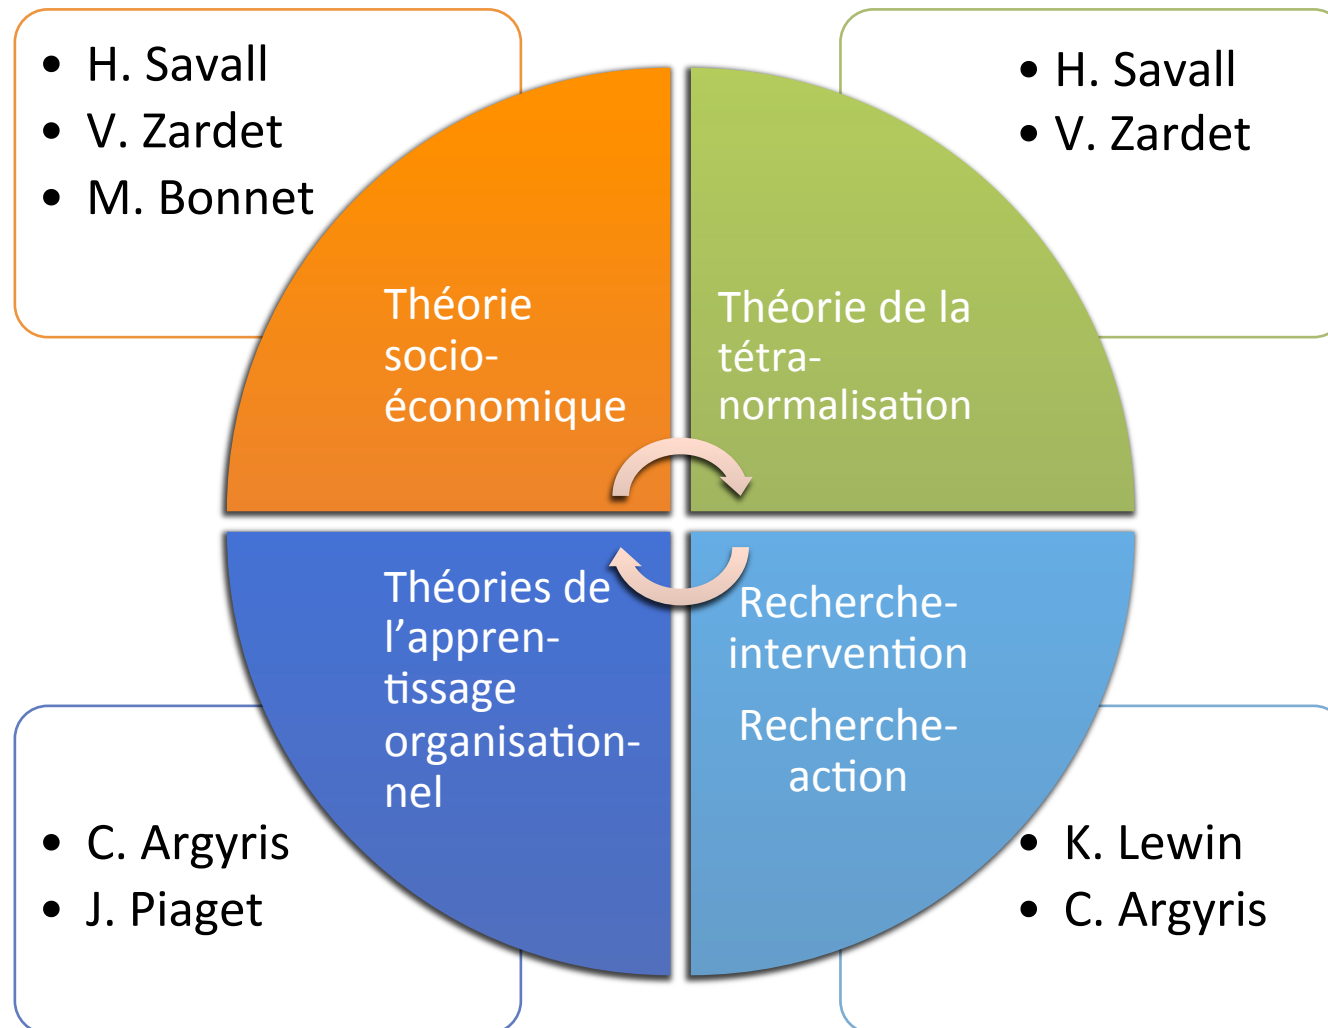 • H. Savall
• V. Zardet
• M. Bonnet
• H. Savall
• V. Zardet
Théorie
socio-
économique
Théorie de la
tétra-
normalisation
Théories de
l’appren-
tissage
organisation-
nel
Recherche-
intervention
Recherche-
action
• C. Argyris
• J. Piaget
• K. Lewin
• C. Argyris